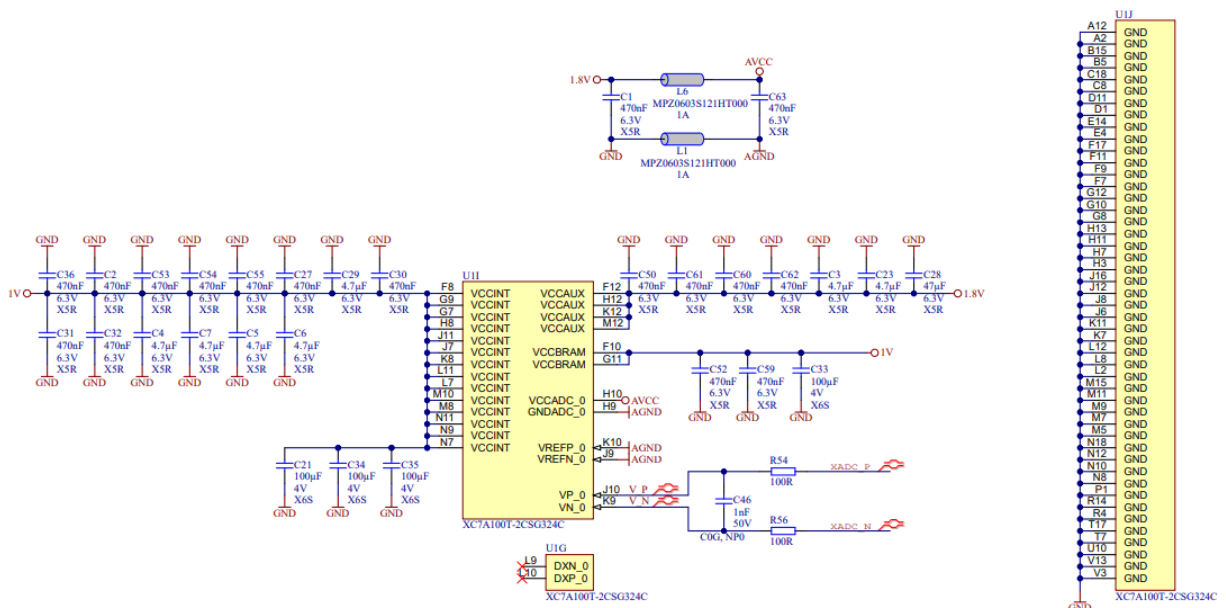 1.8V
AVCC
L6
MPZ0603S121HT000
1A
C1
470nF
6.3V
X5R
C63
470nF
6.3V
X5R
GND
L1
MPZ0603S121HT000
1A
AGND
GND GND GND GND GND GND GND GND
C36 C2 C53 C54 C55 C27 C29 C30
470nF 470nF 470nF 470nF 470nF 470nF 4.7µF 470nF
1V
6.3V 6.3V 6.3V 6.3V 6.3V 6.3V 6.3V 6.3V
X5R X5R X5R X5R X5R X5R X5R X5R
C31 C32 C4 C7 C5 C6
470nF 470nF 4.7µF 4.7µF 4.7µF 4.7µF
6.3V 6.3V 6.3V 6.3V 6.3V 6.3V
X5R X5R X5R X5R X5R X5R
GND GND GND GND GND GND
C21 C34 C35
100µF 100µF 100µF
4V 4V 4V
X6S X6S X6S
GND GND GND
U1I
F8 VCCINT
G9 VCCINT
G7 VCCINT
H8 VCCINT
J11 VCCINT
J7 VCCINT
K8 VCCINT
L11 VCCINT
L7 VCCINT
M10 VCCINT
M8 VCCINT
N11 VCCINT
N9 VCCINT
N7 VCCINT
VCCAUX F12
VCCAUX H12
VCCAUX K12
VCCAUX M12
VCCBRAM F10
VCCBRAM G11
VCCADC_0 H10 AVCC
GNDADC_0 H9 AGND
VREFP_0 K10 AGND
VREFN_0 J9 AGND
VP_0 J10 V_P
VN_0 K9 V_N
XC7A100T-2CSG324C
GND GND GND GND GND GND GND
C50 C61 C60 C62 C3 C23 C28
470nF 470nF 470nF 470nF 4.7µF 4.7µF 47µF
1.8V
6.3V 6.3V 6.3V 6.3V 6.3V 6.3V 6.3V
X5R X5R X5R X5R X5R X5R X5R
1V
C52 C59 C33
470nF 470nF 100µF
6.3V 6.3V 4V
X5R X5R X6S
GND GND GND
R54
100R
XADC_P
C46
1nF
50V
C0G, NP0
R56
100R
XADC_N
U1G
L9 DXN_0
L10 DXP_0
XC7A100T-2CSG324C
U1J
A12 GND
A2 GND
B15 GND
B5 GND
C18 GND
C8 GND
D11 GND
D1 GND
E14 GND
E4 GND
F17 GND
F11 GND
F9 GND
F7 GND
G12 GND
G10 GND
G8 GND
H13 GND
H11 GND
H7 GND
H3 GND
J16 GND
J12 GND
J8 GND
J6 GND
K11 GND
K7 GND
L12 GND
L8 GND
L2 GND
M15 GND
M11 GND
M9 GND
M7 GND
M5 GND
N18 GND
N12 GND
N10 GND
N8 GND
P1 GND
R14 GND
R4 GND
T17 GND
T7 GND
U10 GND
V13 GND
V3 GND
XC7A100T-2CSG324C
GND